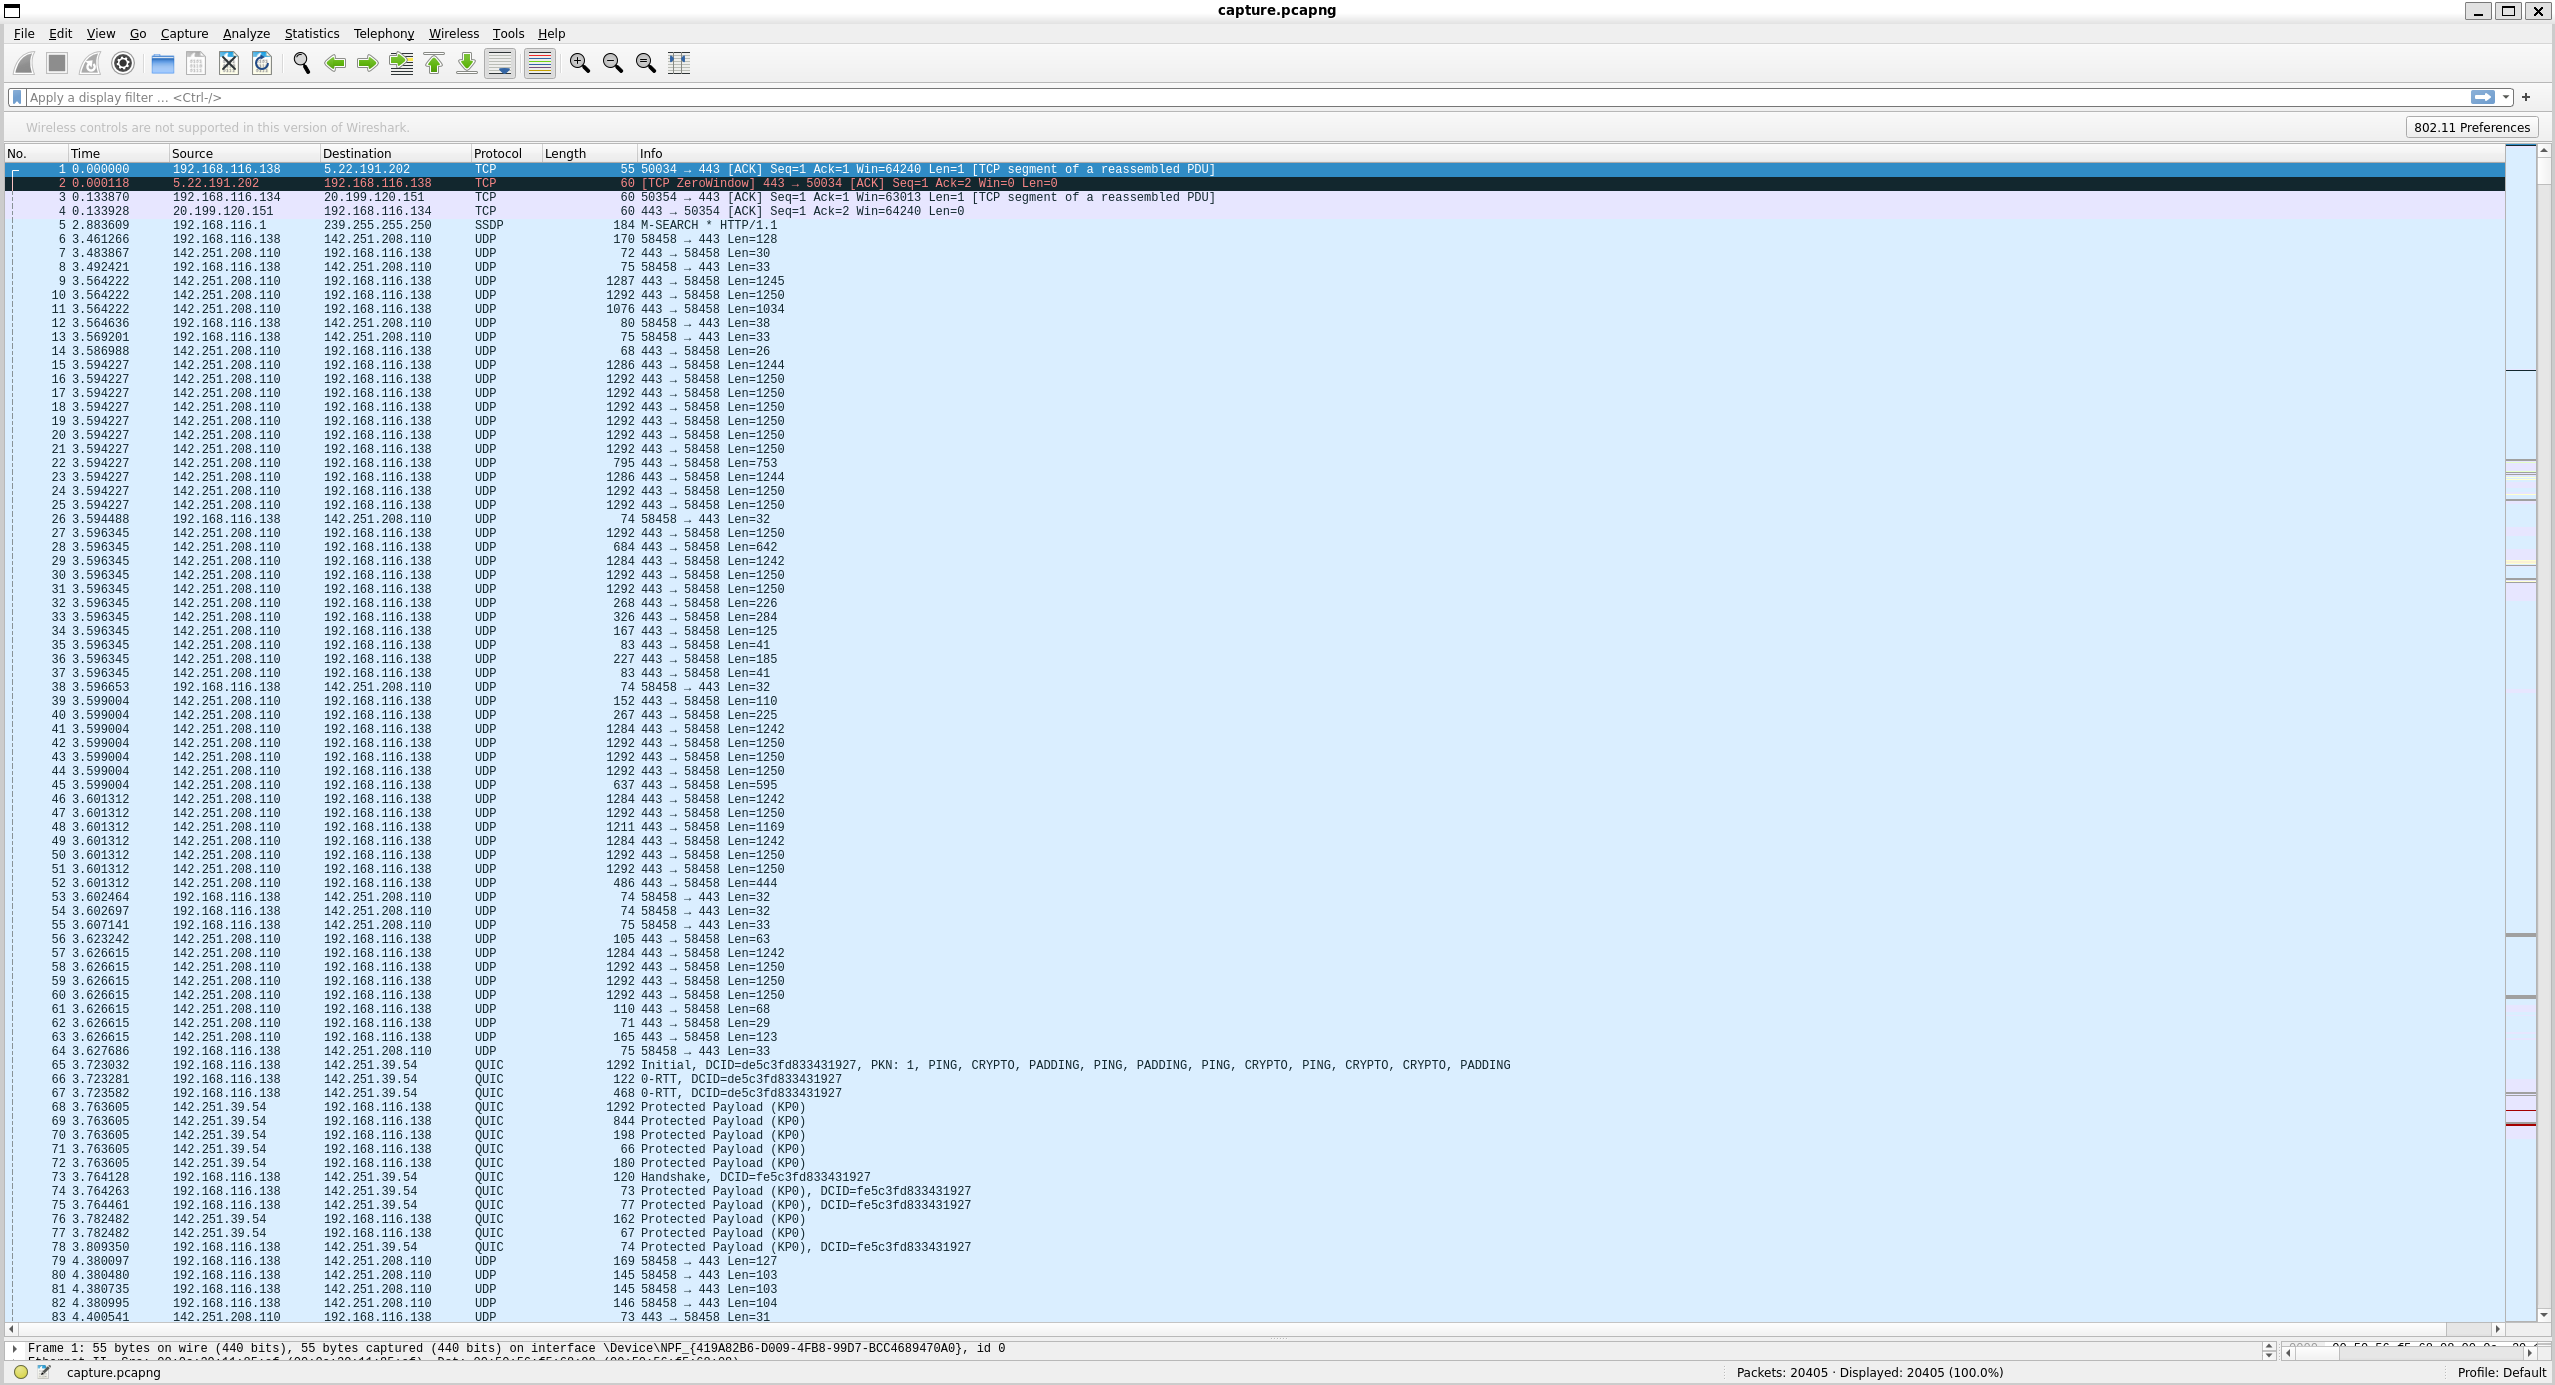 capture.pcapng
File Edit View Go Capture Analyze Statistics Telephony Wireless Tools Help
Apply a display filter ... <Ctrl-/>
+
Wireless controls are not supported in this version of Wireshark.
802.11 Preferences
No. Time Source Destination Protocol Length Info
1 0.000000 192.168.116.138 5.22.191.202 TCP 55 50034 → 443 [ACK] Seq=1 Ack=1 Win=64240 Len=1 [TCP segment of a reassembled PDU]
2 0.000118 5.22.191.202 192.168.116.138 TCP 60 [TCP ZeroWindow] 443 → 50034 [ACK] Seq=1 Ack=2 Win=0 Len=0
3 0.133870 192.168.116.134 20.199.120.151 TCP 60 50354 → 443 [ACK] Seq=1 Ack=1 Win=63013 Len=1 [TCP segment of a reassembled PDU]
4 0.133928 20.199.120.151 192.168.116.134 TCP 60 443 → 50354 [ACK] Seq=1 Ack=2 Win=64240 Len=0
5 2.883609 192.168.116.1 239.255.255.250 SSDP 184 M-SEARCH * HTTP/1.1
6 3.461266 192.168.116.138 142.251.208.110 UDP 170 58458 → 443 Len=128
7 3.483867 142.251.208.110 192.168.116.138 UDP 72 443 → 58458 Len=30
8 3.492421 192.168.116.138 142.251.208.110 UDP 75 58458 → 443 Len=33
9 3.564222 142.251.208.110 192.168.116.138 UDP 1287 443 → 58458 Len=1245
10 3.564222 142.251.208.110 192.168.116.138 UDP 1292 443 → 58458 Len=1250
11 3.564222 142.251.208.110 192.168.116.138 UDP 1076 443 → 58458 Len=1034
12 3.564636 192.168.116.138 142.251.208.110 UDP 80 58458 → 443 Len=38
13 3.569201 192.168.116.138 142.251.208.110 UDP 75 58458 → 443 Len=33
14 3.586988 142.251.208.110 192.168.116.138 UDP 68 443 → 58458 Len=26
15 3.594227 142.251.208.110 192.168.116.138 UDP 1286 443 → 58458 Len=1244
16 3.594227 142.251.208.110 192.168.116.138 UDP 1292 443 → 58458 Len=1250
17 3.594227 142.251.208.110 192.168.116.138 UDP 1292 443 → 58458 Len=1250
18 3.594227 142.251.208.110 192.168.116.138 UDP 1292 443 → 58458 Len=1250
19 3.594227 142.251.208.110 192.168.116.138 UDP 1292 443 → 58458 Len=1250
20 3.594227 142.251.208.110 192.168.116.138 UDP 1292 443 → 58458 Len=1250
21 3.594227 142.251.208.110 192.168.116.138 UDP 1292 443 → 58458 Len=1250
22 3.594227 142.251.208.110 192.168.116.138 UDP 795 443 → 58458 Len=753
23 3.594227 142.251.208.110 192.168.116.138 UDP 1286 443 → 58458 Len=1244
24 3.594227 142.251.208.110 192.168.116.138 UDP 1292 443 → 58458 Len=1250
25 3.594227 142.251.208.110 192.168.116.138 UDP 1292 443 → 58458 Len=1250
26 3.594488 192.168.116.138 142.251.208.110 UDP 74 58458 → 443 Len=32
27 3.596345 142.251.208.110 192.168.116.138 UDP 1292 443 → 58458 Len=1250
28 3.596345 142.251.208.110 192.168.116.138 UDP 684 443 → 58458 Len=642
29 3.596345 142.251.208.110 192.168.116.138 UDP 1284 443 → 58458 Len=1242
30 3.596345 142.251.208.110 192.168.116.138 UDP 1292 443 → 58458 Len=1250
31 3.596345 142.251.208.110 192.168.116.138 UDP 1292 443 → 58458 Len=1250
32 3.596345 142.251.208.110 192.168.116.138 UDP 268 443 → 58458 Len=226
33 3.596345 142.251.208.110 192.168.116.138 UDP 326 443 → 58458 Len=284
34 3.596345 142.251.208.110 192.168.116.138 UDP 167 443 → 58458 Len=125
35 3.596345 142.251.208.110 192.168.116.138 UDP 83 443 → 58458 Len=41
36 3.596345 142.251.208.110 192.168.116.138 UDP 227 443 → 58458 Len=185
37 3.596345 142.251.208.110 192.168.116.138 UDP 83 443 → 58458 Len=41
38 3.596653 192.168.116.138 142.251.208.110 UDP 74 58458 → 443 Len=32
39 3.599004 142.251.208.110 192.168.116.138 UDP 152 443 → 58458 Len=110
40 3.599004 142.251.208.110 192.168.116.138 UDP 267 443 → 58458 Len=225
41 3.599004 142.251.208.110 192.168.116.138 UDP 1284 443 → 58458 Len=1242
42 3.599004 142.251.208.110 192.168.116.138 UDP 1292 443 → 58458 Len=1250
43 3.599004 142.251.208.110 192.168.116.138 UDP 1292 443 → 58458 Len=1250
44 3.599004 142.251.208.110 192.168.116.138 UDP 1292 443 → 58458 Len=1250
45 3.599004 142.251.208.110 192.168.116.138 UDP 637 443 → 58458 Len=595
46 3.601312 142.251.208.110 192.168.116.138 UDP 1284 443 → 58458 Len=1242
47 3.601312 142.251.208.110 192.168.116.138 UDP 1292 443 → 58458 Len=1250
48 3.601312 142.251.208.110 192.168.116.138 UDP 1211 443 → 58458 Len=1169
49 3.601312 142.251.208.110 192.168.116.138 UDP 1284 443 → 58458 Len=1242
50 3.601312 142.251.208.110 192.168.116.138 UDP 1292 443 → 58458 Len=1250
51 3.601312 142.251.208.110 192.168.116.138 UDP 1292 443 → 58458 Len=1250
52 3.601312 142.251.208.110 192.168.116.138 UDP 486 443 → 58458 Len=444
53 3.602464 192.168.116.138 142.251.208.110 UDP 74 58458 → 443 Len=32
54 3.602697 192.168.116.138 142.251.208.110 UDP 74 58458 → 443 Len=32
55 3.607141 192.168.116.138 142.251.208.110 UDP 75 58458 → 443 Len=33
56 3.623242 142.251.208.110 192.168.116.138 UDP 105 443 → 58458 Len=63
57 3.626615 142.251.208.110 192.168.116.138 UDP 1284 443 → 58458 Len=1242
58 3.626615 142.251.208.110 192.168.116.138 UDP 1292 443 → 58458 Len=1250
59 3.626615 142.251.208.110 192.168.116.138 UDP 1292 443 → 58458 Len=1250
60 3.626615 142.251.208.110 192.168.116.138 UDP 1292 443 → 58458 Len=1250
61 3.626615 142.251.208.110 192.168.116.138 UDP 110 443 → 58458 Len=68
62 3.626615 142.251.208.110 192.168.116.138 UDP 71 443 → 58458 Len=29
63 3.626615 142.251.208.110 192.168.116.138 UDP 165 443 → 58458 Len=123
64 3.627686 192.168.116.138 142.251.208.110 UDP 75 58458 → 443 Len=33
65 3.723032 192.168.116.138 142.251.39.54 QUIC 1292 Initial, DCID=de5c3fd833431927, PKN: 1, PING, CRYPTO, PADDING, PING, PADDING, PING, CRYPTO, PING, CRYPTO, CRYPTO, PADDING
66 3.723281 192.168.116.138 142.251.39.54 QUIC 122 0-RTT, DCID=de5c3fd833431927
67 3.723582 192.168.116.138 142.251.39.54 QUIC 468 0-RTT, DCID=de5c3fd833431927
68 3.763605 142.251.39.54 192.168.116.138 QUIC 1292 Protected Payload (KP0)
69 3.763605 142.251.39.54 192.168.116.138 QUIC 844 Protected Payload (KP0)
70 3.763605 142.251.39.54 192.168.116.138 QUIC 198 Protected Payload (KP0)
71 3.763605 142.251.39.54 192.168.116.138 QUIC 66 Protected Payload (KP0)
72 3.763605 142.251.39.54 192.168.116.138 QUIC 180 Protected Payload (KP0)
73 3.764128 192.168.116.138 142.251.39.54 QUIC 120 Handshake, DCID=fe5c3fd833431927
74 3.764263 192.168.116.138 142.251.39.54 QUIC 73 Protected Payload (KP0), DCID=fe5c3fd833431927
75 3.764461 192.168.116.138 142.251.39.54 QUIC 77 Protected Payload (KP0), DCID=fe5c3fd833431927
76 3.782482 142.251.39.54 192.168.116.138 QUIC 162 Protected Payload (KP0)
77 3.782482 142.251.39.54 192.168.116.138 QUIC 67 Protected Payload (KP0)
78 3.809350 192.168.116.138 142.251.39.54 QUIC 74 Protected Payload (KP0), DCID=fe5c3fd833431927
79 4.380097 192.168.116.138 142.251.208.110 UDP 169 58458 → 443 Len=127
80 4.380480 192.168.116.138 142.251.208.110 UDP 145 58458 → 443 Len=103
81 4.380735 192.168.116.138 142.251.208.110 UDP 145 58458 → 443 Len=103
82 4.380995 192.168.116.138 142.251.208.110 UDP 146 58458 → 443 Len=104
83 4.400541 142.251.208.110 192.168.116.138 UDP 73 443 → 58458 Len=31
Frame 1: 55 bytes on wire (440 bits), 55 bytes captured (440 bits) on interface \Device\NPF_{419A82B6-D009-4FB8-99D7-BCC4689470A0}, id 0
capture.pcapng
Packets: 20405 · Displayed: 20405 (100.0%)
Profile: Default